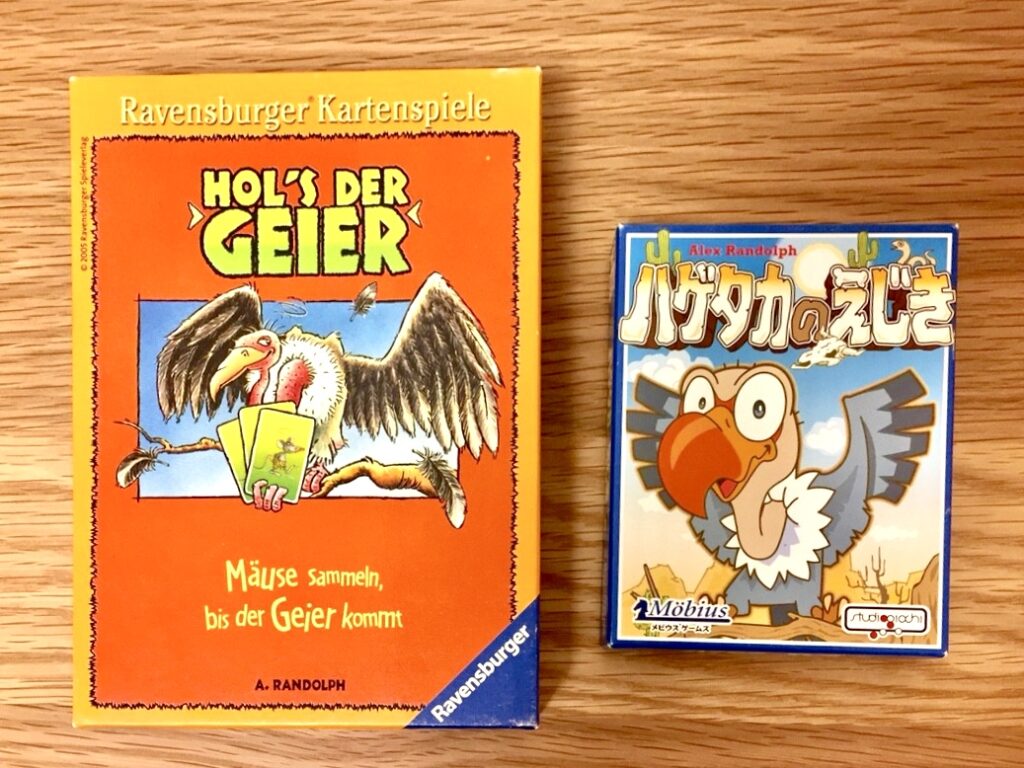 Ravensburger® Kartenspiele
© 2005 Ravensburger Spieleverlag
HOL'S DER
GEIER
Mäuse sammeln,
bis der Geier kommt
A. RANDOLPH
Ravensburger
Alex Randolph
ハゲタカのえじき
Möbius
メビウスゲームズ
studiogiochi